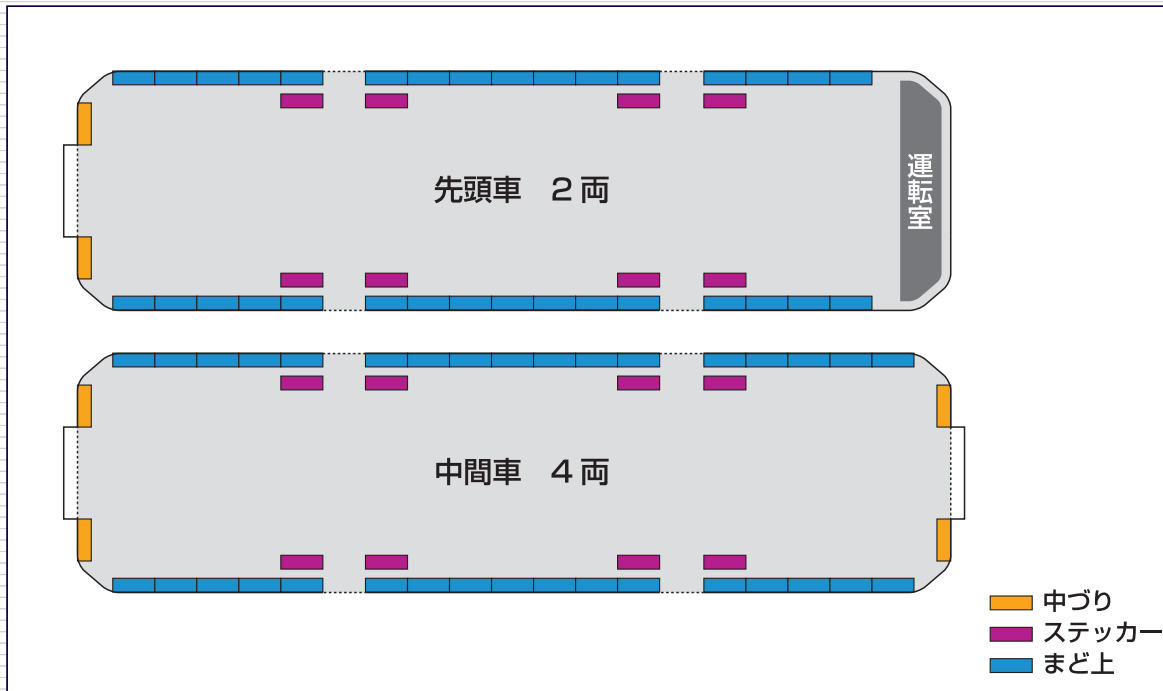 先頭車　２両
運転室
中間車　４両
中づり
ステッカー
まど上